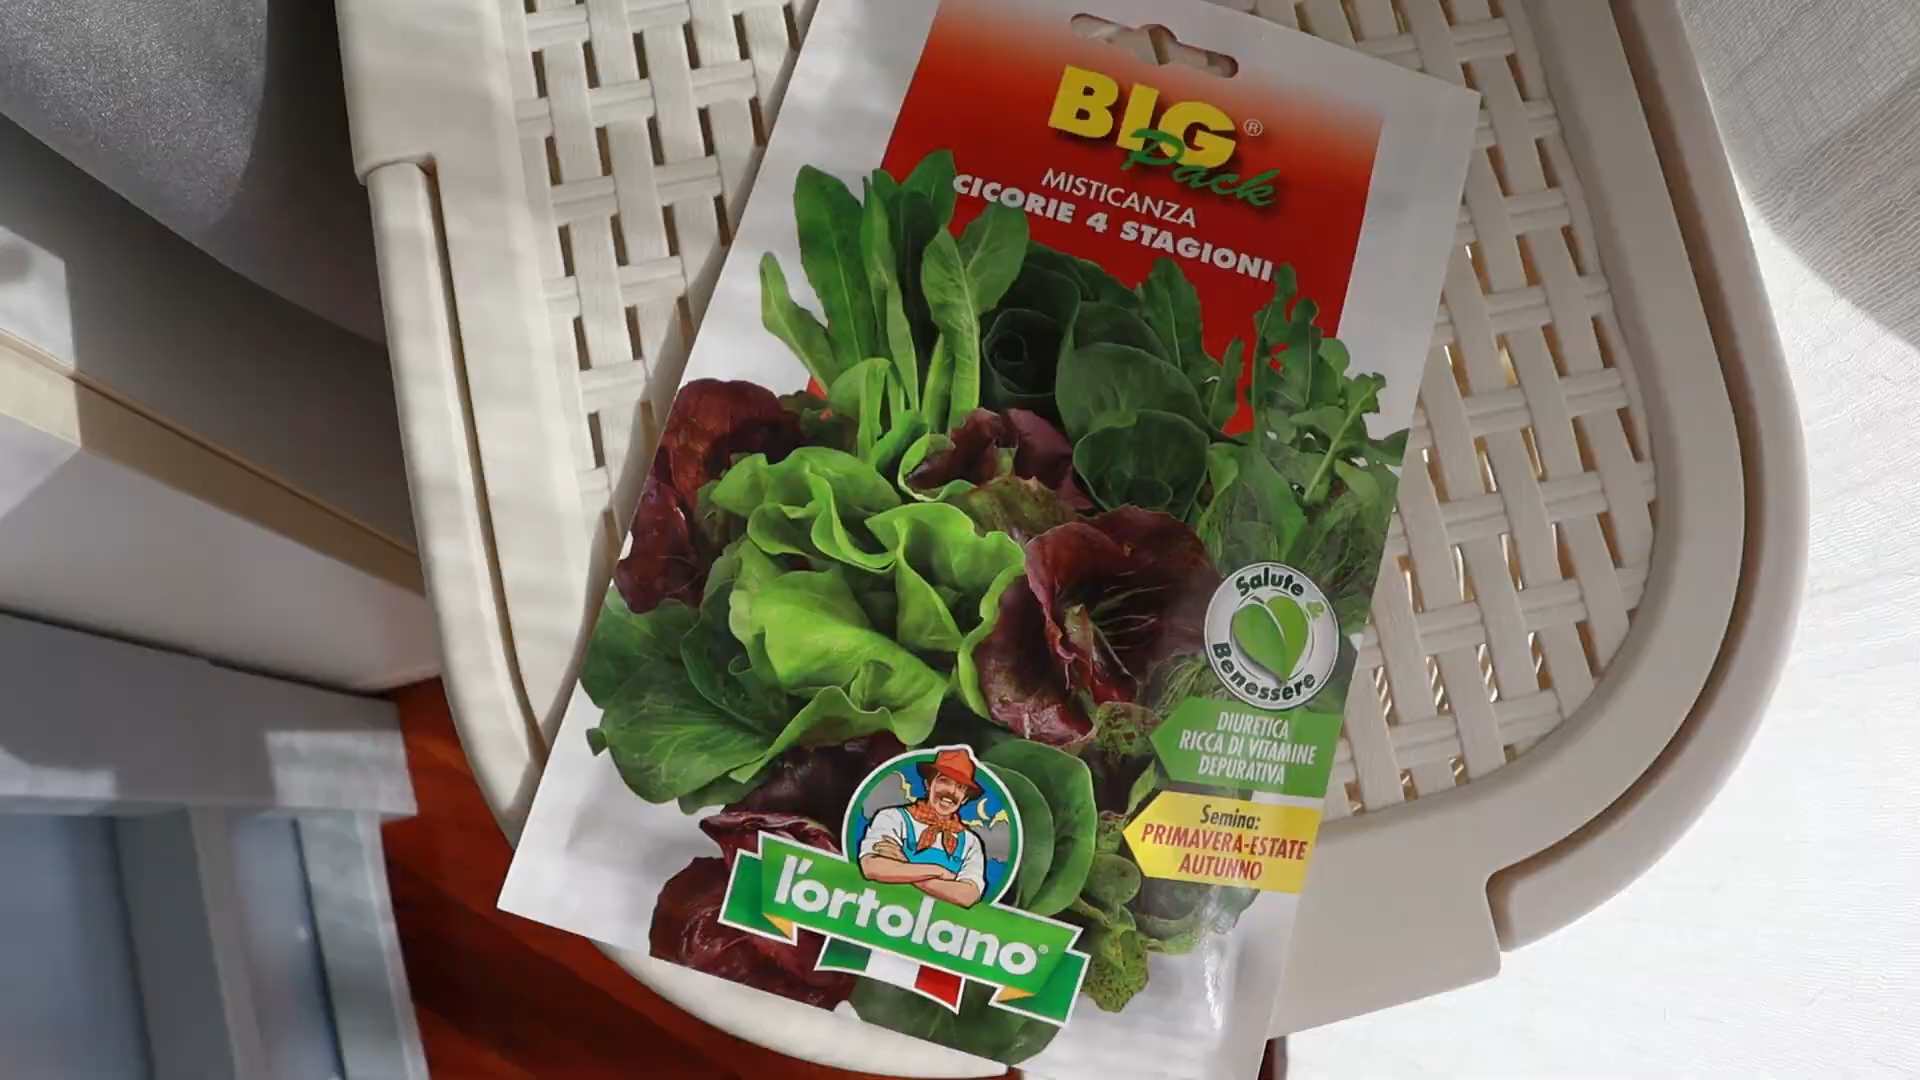 BIG®
Pack
MISTICANZA
CICORIE 4 STAGIONI
Salute &
Benessere
DIURETICA
RICCA DI VITAMINE
DEPURATIVA
Semina:
PRIMAVERA-ESTATE
AUTUNNO
l'ortolano®